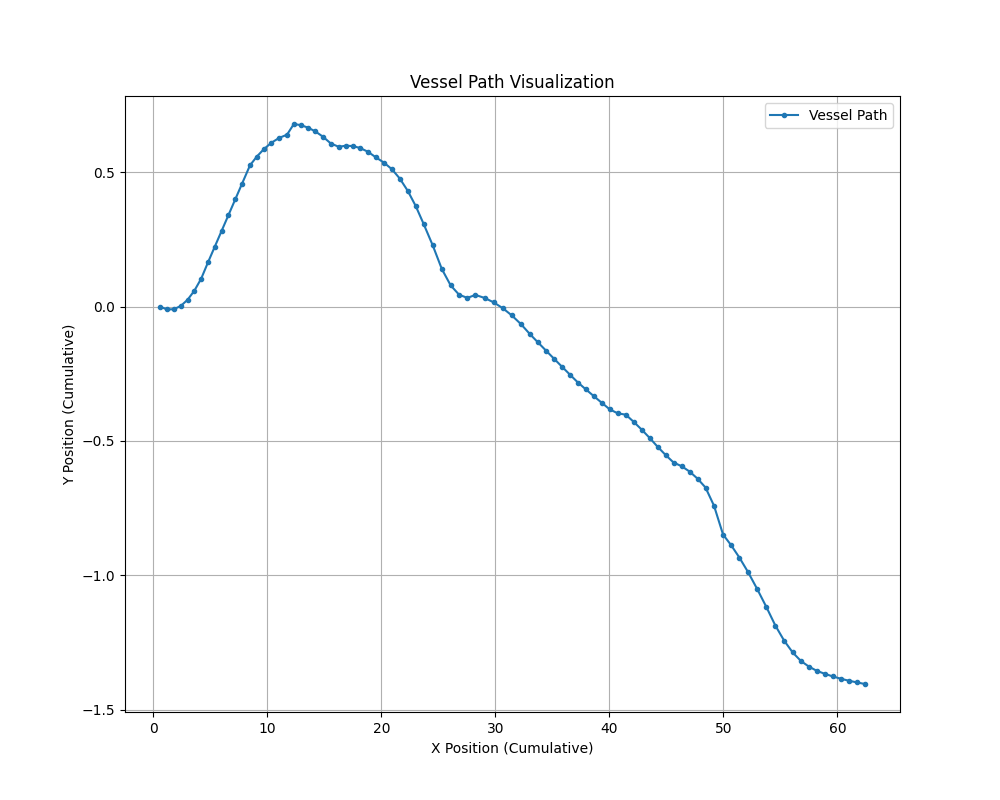 Vessel Path Visualization
Vessel Path
Y Position (Cumulative)
0.5
0.0
−0.5
−1.0
−1.5
0 10 20 30 40 50 60
X Position (Cumulative)